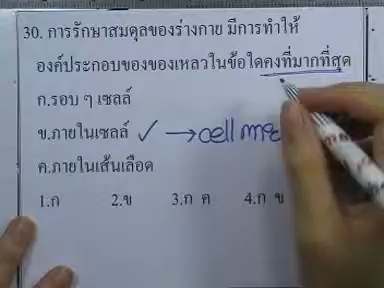 30. การรักษาสมดุลของร่างกาย มีการทำให้
องค์ประกอบของของเหลวในข้อใดคงที่มากที่สุด
ก.รอบ ๆ เซลล์
ข.ภายในเซลล์ ✓ → cell
ค.ภายในเส้นเลือด
1.ก 2.ข 3.ก ค 4.ก ข